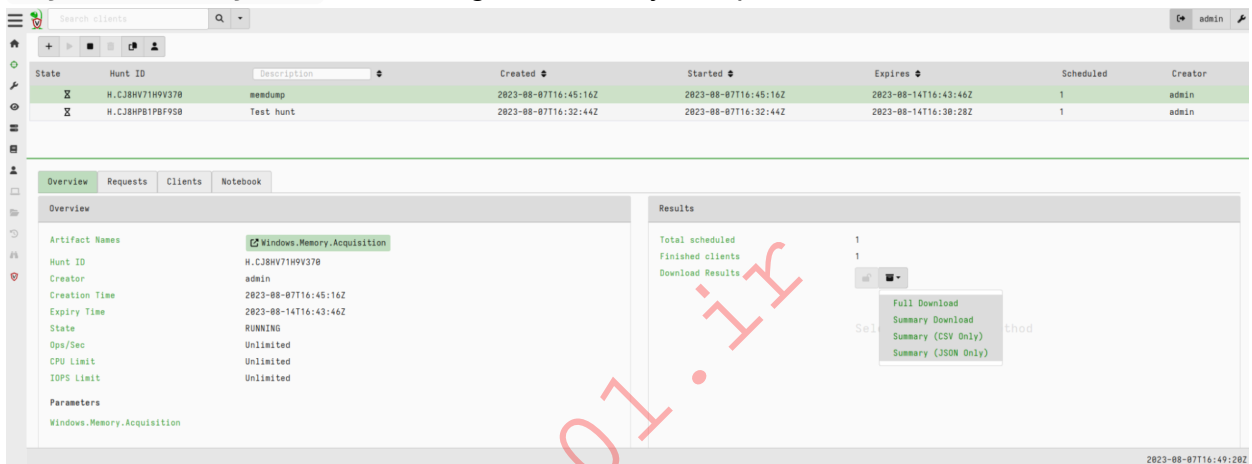 Search clients
admin
State Hunt ID Description Created Started Expires Scheduled Creator
H.CJ8HV71H9V370 memdump 2023-08-07T16:45:16Z 2023-08-07T16:45:16Z 2023-08-14T16:43:46Z 1 admin
H.CJ8HPB1PBF9S0 Test hunt 2023-08-07T16:32:44Z 2023-08-07T16:32:44Z 2023-08-14T16:30:28Z 1 admin
Overview Requests Clients Notebook
Overview
Artifact Names Windows.Memory.Acquisition
Hunt ID H.CJ8HV71H9V370
Creator admin
Creation Time 2023-08-07T16:45:16Z
Expiry Time 2023-08-14T16:43:46Z
State RUNNING
Ops/Sec Unlimited
CPU Limit Unlimited
IOPS Limit Unlimited
Parameters
Windows.Memory.Acquisition
Results
Total scheduled 1
Finished clients 1
Download Results
Full Download
Summary Download
Summary (CSV Only)
Summary (JSON Only)
01.ir
2023-08-07T16:49:20Z